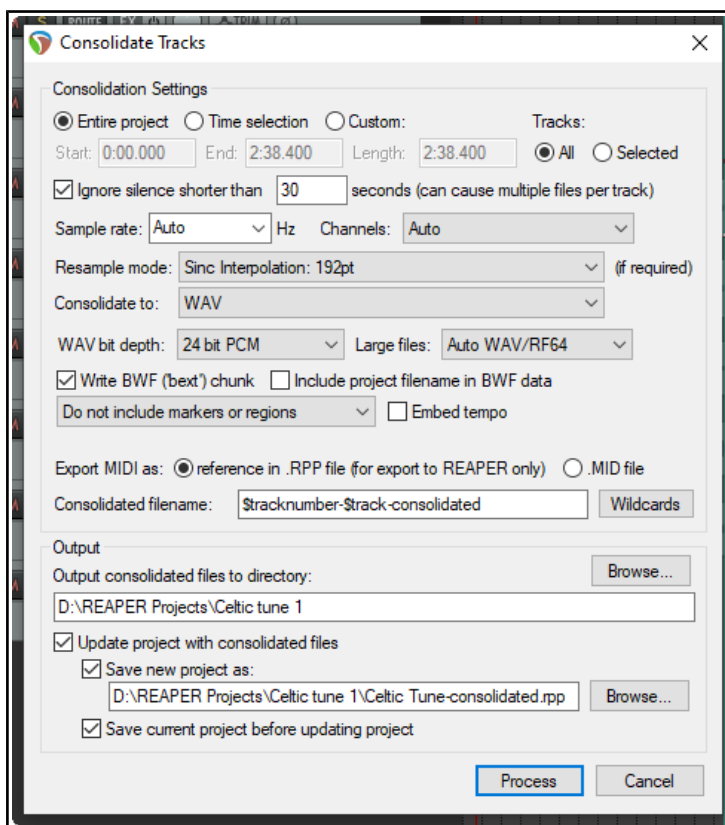 S ROUTE FX TRIM
Consolidate Tracks
Consolidation Settings
Entire project Time selection Custom: Tracks:
Start: 0:00.000 End: 2:38.400 Length: 2:38.400 All Selected
Ignore silence shorter than 30 seconds (can cause multiple files per track)
Sample rate: Auto Hz Channels: Auto
Resample mode: Sinc Interpolation: 192pt (if required)
Consolidate to: WAV
WAV bit depth: 24 bit PCM Large files: Auto WAV/RF64
Write BWF ('bext') chunk Include project filename in BWF data
Do not include markers or regions Embed tempo
Export MIDI as: reference in .RPP file (for export to REAPER only) .MID file
Consolidated filename: $tracknumber-$track-consolidated Wildcards
Output
Output consolidated files to directory: Browse...
D:\REAPER Projects\Celtic tune 1
Update project with consolidated files
Save new project as:
D:\REAPER Projects\Celtic tune 1\Celtic Tune-consolidated.rpp Browse...
Save current project before updating project
Process Cancel